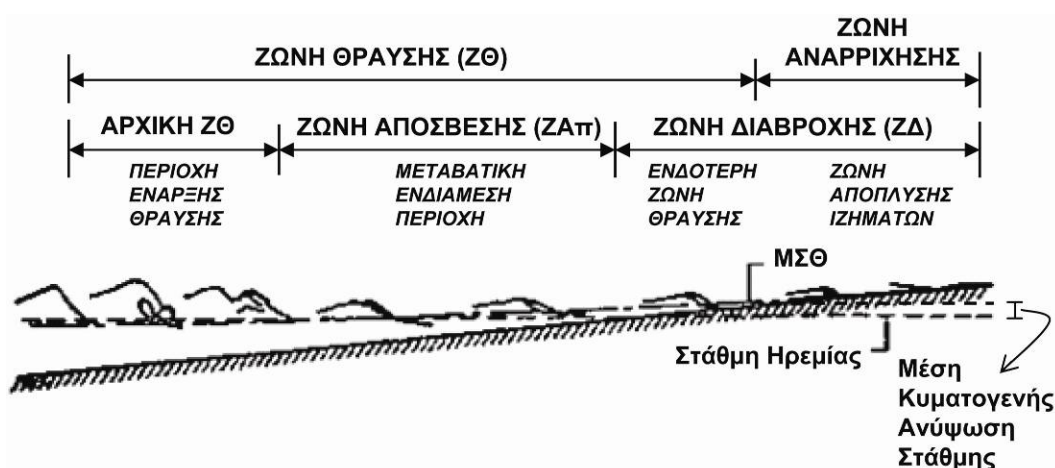 ΖΩΝΗ ΘΡΑΥΣΗΣ (ΖΘ)
ΖΩΝΗ
ΑΝΑΡΡΙΧΗΣΗΣ
ΑΡΧΙΚΗ ΖΘ
ΖΩΝΗ ΑΠΟΣΒΕΣΗΣ (ΖΑπ)
ΖΩΝΗ ΔΙΑΒΡΟΧΗΣ (ΖΔ)
ΠΕΡΙΟΧΗ
ΕΝΑΡΞΗΣ
ΘΡΑΥΣΗΣ
ΜΕΤΑΒΑΤΙΚΗ
ΕΝΔΙΑΜΕΣΗ
ΠΕΡΙΟΧΗ
ΕΝΔΟΤΕΡΗ
ΖΩΝΗ
ΘΡΑΥΣΗΣ
ΖΩΝΗ
ΑΠΟΠΛΥΣΗΣ
ΙΖΗΜΑΤΩΝ
ΜΣΘ
Στάθμη Ηρεμίας
Μέση
Κυματογενής
Ανύψωση
Στάθμης